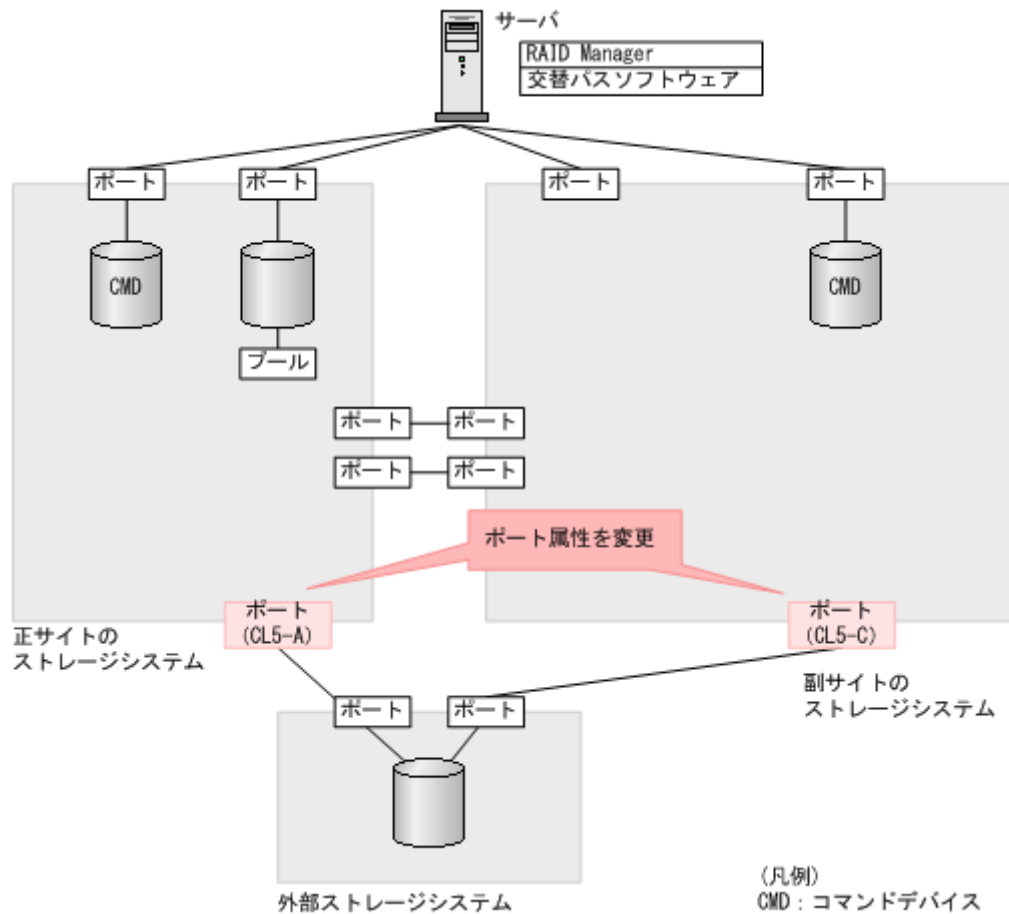 サーバ
RAID Manager
交替パスソフトウェア
ポート
ポート
ポート
ポート
CMD
CMD
プール
ポート
ポート
ポート
ポート
ポート属性を変更
ポート
(CL5-A)
ポート
(CL5-C)
正サイトの
ストレージシステム
副サイトの
ストレージシステム
ポート
ポート
外部ストレージシステム
(凡例)
CMD：コマンドデバイス